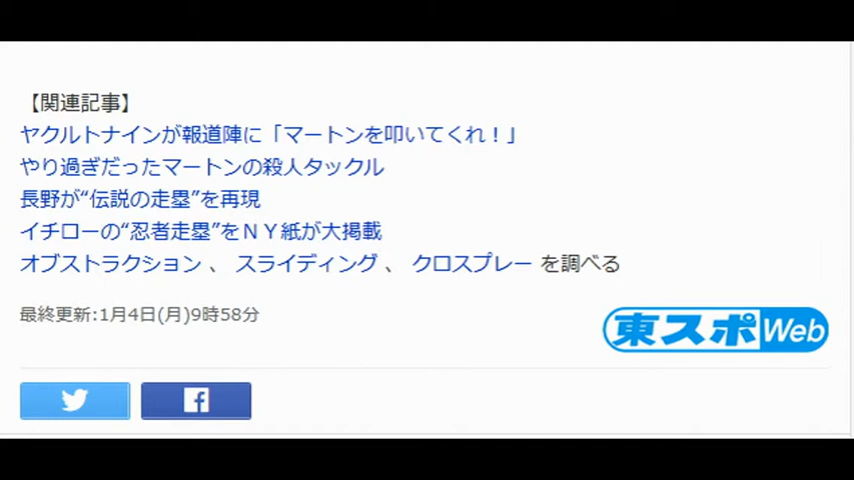 【関連記事】
ヤクルトナインが報道陣に「マートンを叩いてくれ！」
やり過ぎだったマートンの殺人タックル
長野が“伝説の走塁”を再現
イチローの“忍者走塁”をＮＹ紙が大掲載
オブストラクション 、 スライディング 、 クロスプレー を調べる
最終更新:1月4日(月)9時58分
東スポWeb